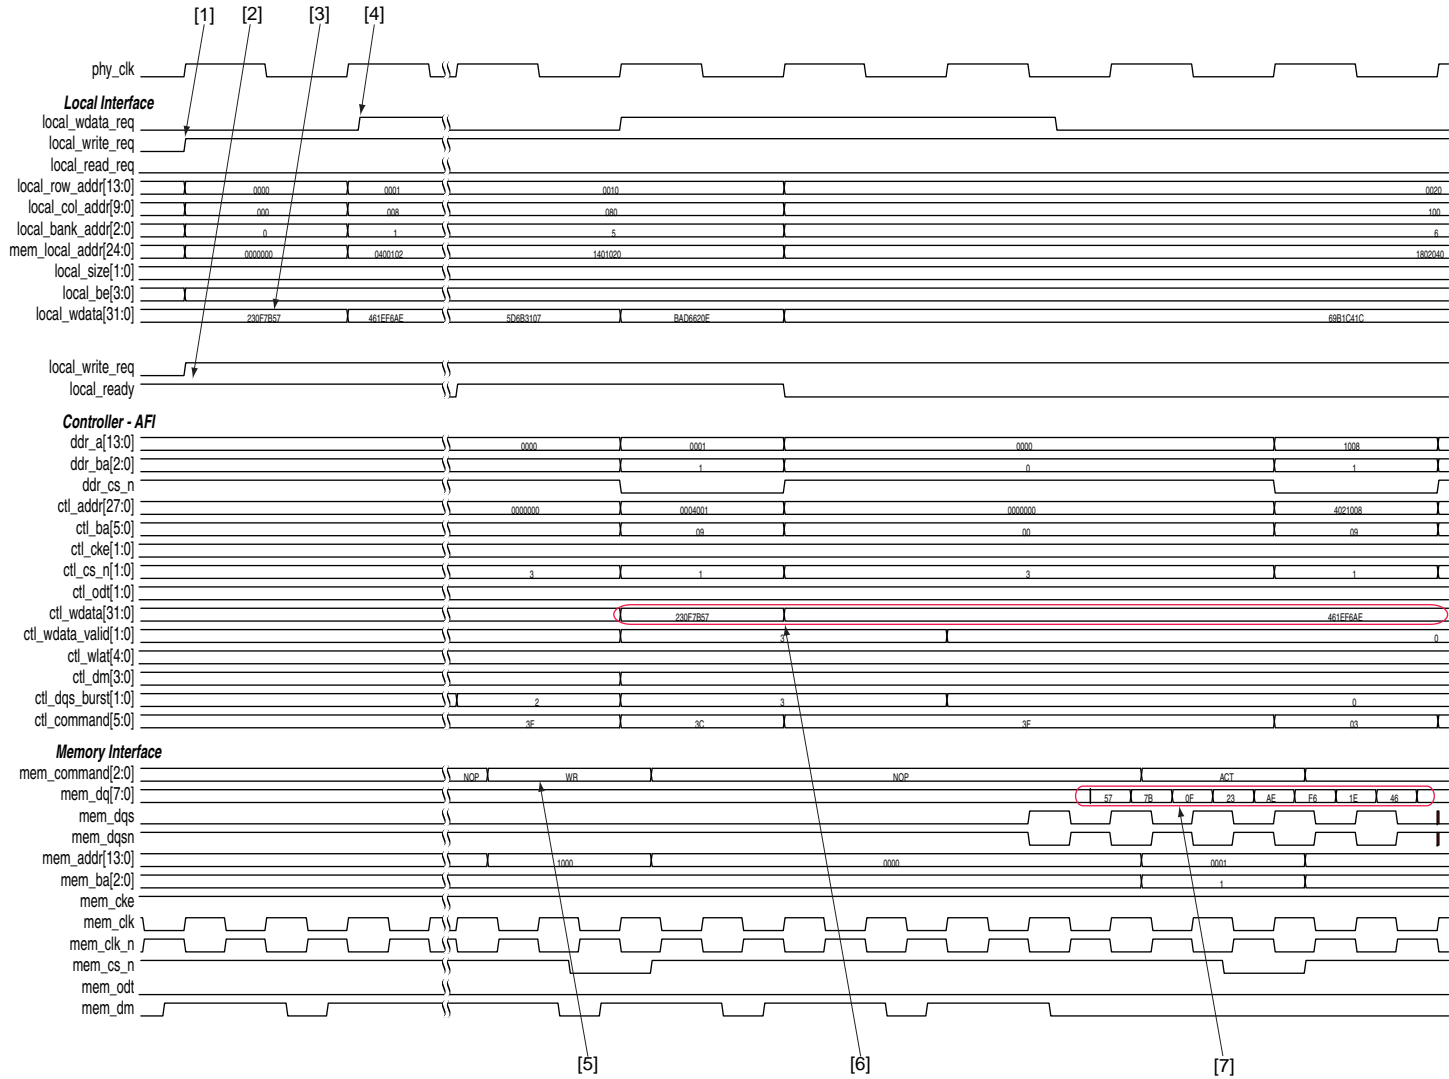 [1] [2] [3] [4]
phy_clk
Local Interface
local_wdata_req
local_write_req
local_read_req
local_row_addr[13:0] 0000 0001 0010 0020
local_col_addr[9:0] 000 008 080 100
local_bank_addr[2:0] 0 1 5 6
mem_local_addr[24:0] 0000000 0400102 1401020 1802040
local_size[1:0]
local_be[3:0]
local_wdata[31:0] 230F7B57 461EF6AE 5D6B3107 BAD6620E 69B1C41C
local_write_req
local_ready
Controller - AFI
ddr_a[13:0] 0000 0001 0000 1008
ddr_ba[2:0] 1 0 1
ddr_cs_n
ctl_addr[27:0] 0000000 0004001 0000000 4021008
ctl_ba[5:0] 09 00 09
ctl_cke[1:0]
ctl_cs_n[1:0] 3 1 3 1
ctl_odt[1:0]
ctl_wdata[31:0] 230F7B57 461EF6AE
ctl_wdata_valid[1:0] 3 0
ctl_wlat[4:0]
ctl_dm[3:0]
ctl_dqs_burst[1:0] 2 3 0
ctl_command[5:0] 3F 3C 3F 03
Memory Interface
mem_command[2:0] NOP WR NOP ACT
mem_dq[7:0] 57 7B 0F 23 AE F6 1E 46
mem_dqs
mem_dqsn
mem_addr[13:0] 1000 0000 0001
mem_ba[2:0] 1
mem_cke
mem_clk
mem_clk_n
mem_cs_n
mem_odt
mem_dm
[5] [6] [7]